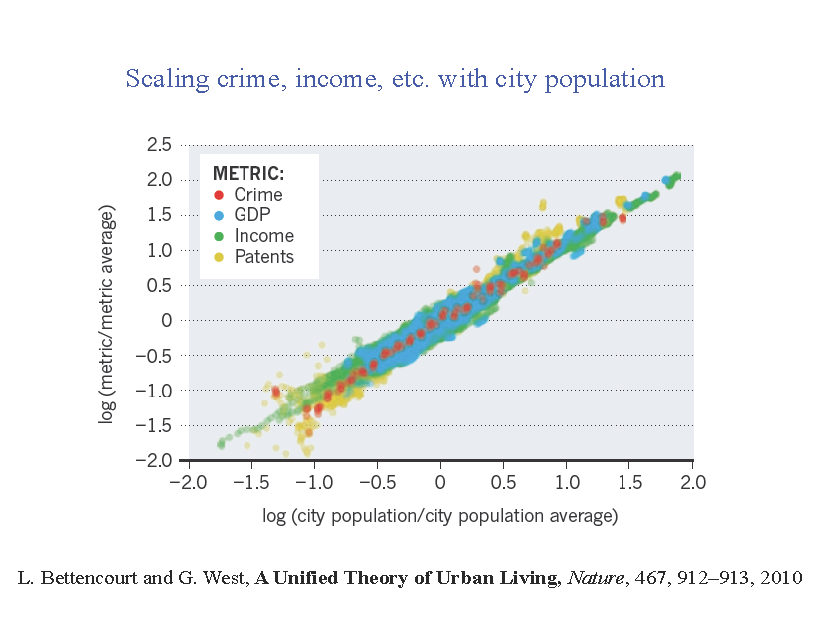 Scaling crime, income, etc. with city population
2.5
2.0
1.5
1.0
0.5
0
−0.5
−1.0
−1.5
−2.0
log (metric/metric average)
METRIC:
Crime
GDP
Income
Patents
−2.0 −1.5 −1.0 −0.5 0 0.5 1.0 1.5 2.0
log (city population/city population average)
L. Bettencourt and G. West, A Unified Theory of Urban Living, Nature, 467, 912–913, 2010